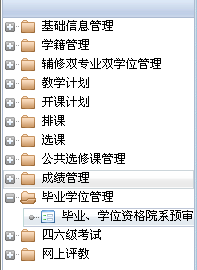 基础信息管理
学籍管理
辅修双专业双学位管理
教学计划
开课计划
排课
选课
公共选修课管理
成绩管理
毕业学位管理
毕业、学位资格院系预审
四六级考试
网上评教